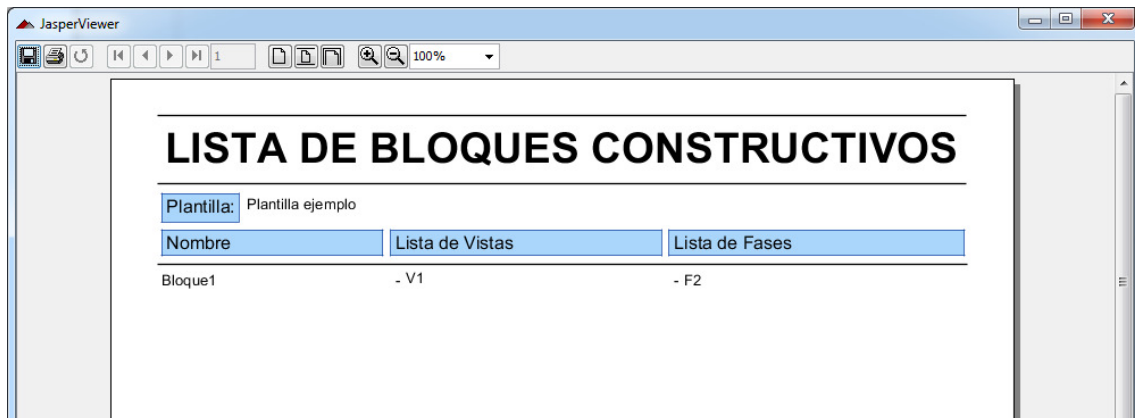 JasperViewer
1 100%
LISTA DE BLOQUES CONSTRUCTIVOS
Plantilla: Plantilla ejemplo
Nombre Lista de Vistas Lista de Fases
Bloque1 - V1 - F2